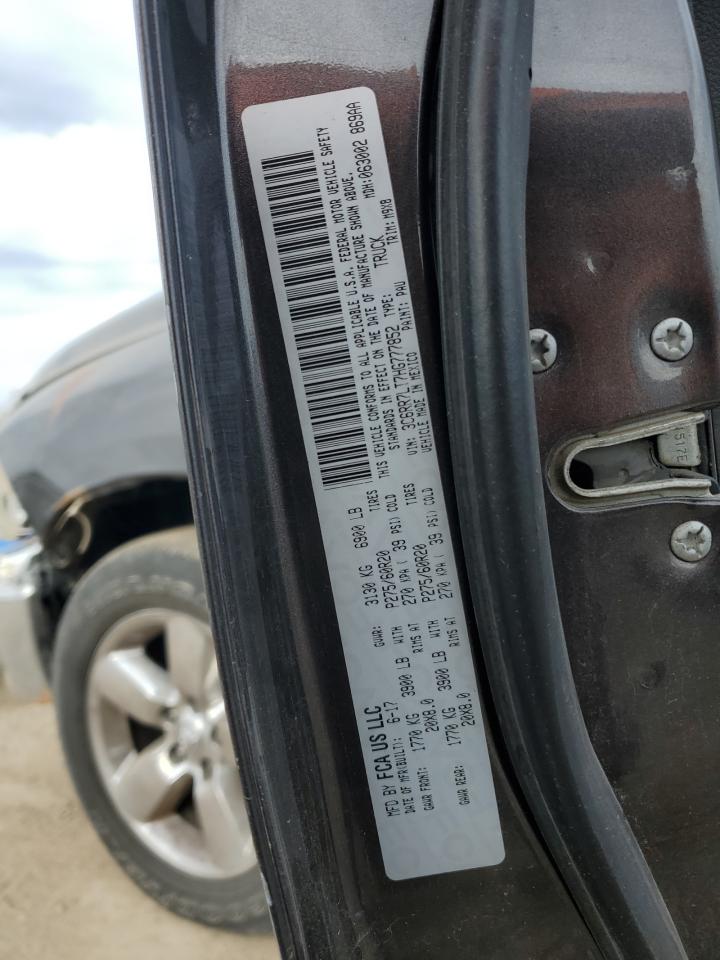 MFD BY FCA US LLC
DATE OF MFR(BUILT): 6-17 GVWR: 3130 KG 6900 LB
GAWR FRONT: 1770 KG 3900 LB WITH P275/60R20 TIRES
20X8.0 RIMS AT 270 KPA ( 39 PSI) COLD
GAWR REAR: 1770 KG 3900 LB WITH P275/60R20 TIRES
20X8.0 RIMS AT 270 KPA ( 39 PSI) COLD
THIS VEHICLE CONFORMS TO ALL APPLICABLE U.S.A. FEDERAL MOTOR VEHICLE SAFETY
STANDARDS IN EFFECT ON THE DATE OF MANUFACTURE SHOWN ABOVE.
VIN: 3C6RR7LT7HG777852 TYPE: TRUCK MDH:063002 869AA
VEHICLE MADE IN MEXICO PAINT: PAU TRIM: M9X8
517E